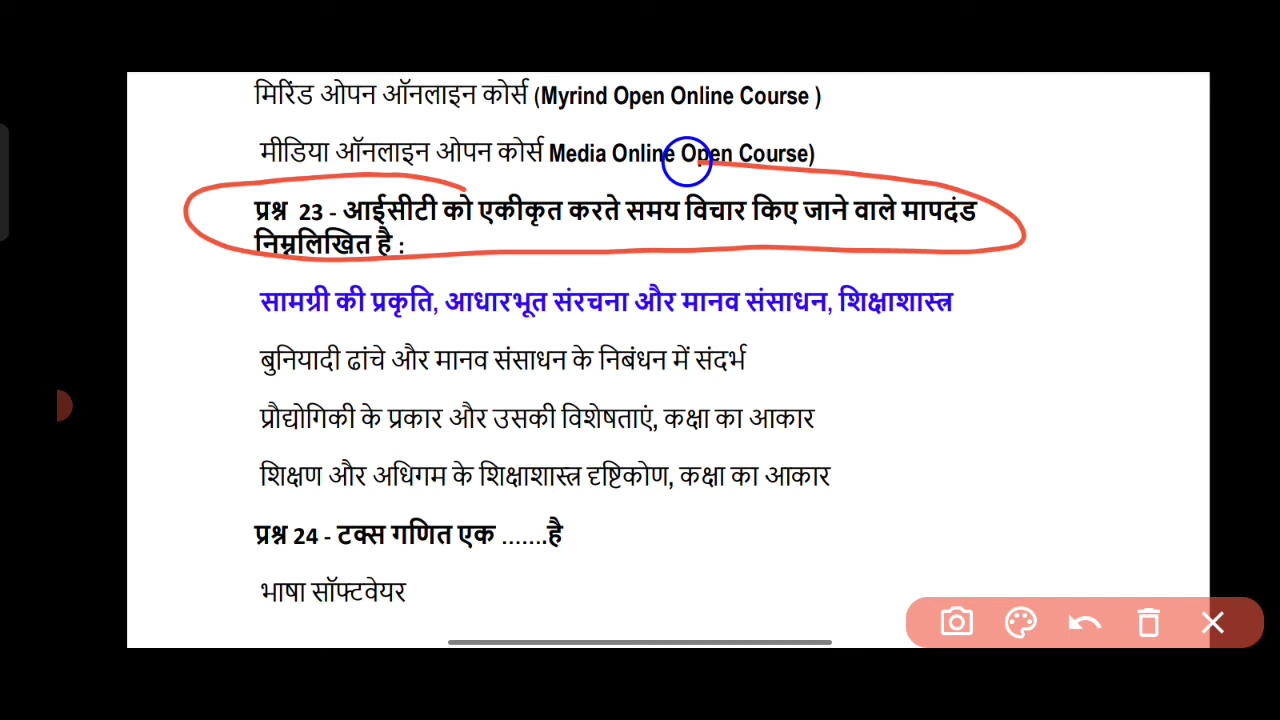 मिरिंड ओपन ऑनलाइन कोर्स (Myrind Open Online Course )
मीडिया ऑनलाइन ओपन कोर्स Media Online Open Course)
प्रश्न 23 - आईसीटी को एकीकृत करते समय विचार किए जाने वाले मापदंड
निम्नलिखित है :
सामग्री की प्रकृति, आधारभूत संरचना और मानव संसाधन, शिक्षाशास्त्र
बुनियादी ढांचे और मानव संसाधन के निबंधन में संदर्भ
प्रौद्योगिकी के प्रकार और उसकी विशेषताएं, कक्षा का आकार
शिक्षण और अधिगम के शिक्षाशास्त्र दृष्टिकोण, कक्षा का आकार
प्रश्न 24 - टक्स गणित एक .......है
भाषा सॉफ्टवेयर